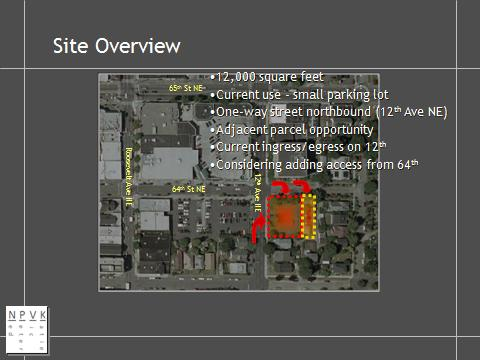 Site Overview
•12,000 square feet
65th St NE
•Current use - small parking lot
•One-way street northbound (12th Ave NE)
•Adjacent parcel opportunity
•Current ingress/egress on 12th
•Considering adding access from 64th
Roosevelt Ave NE
12th Ave NE
64th St NE
N P V K